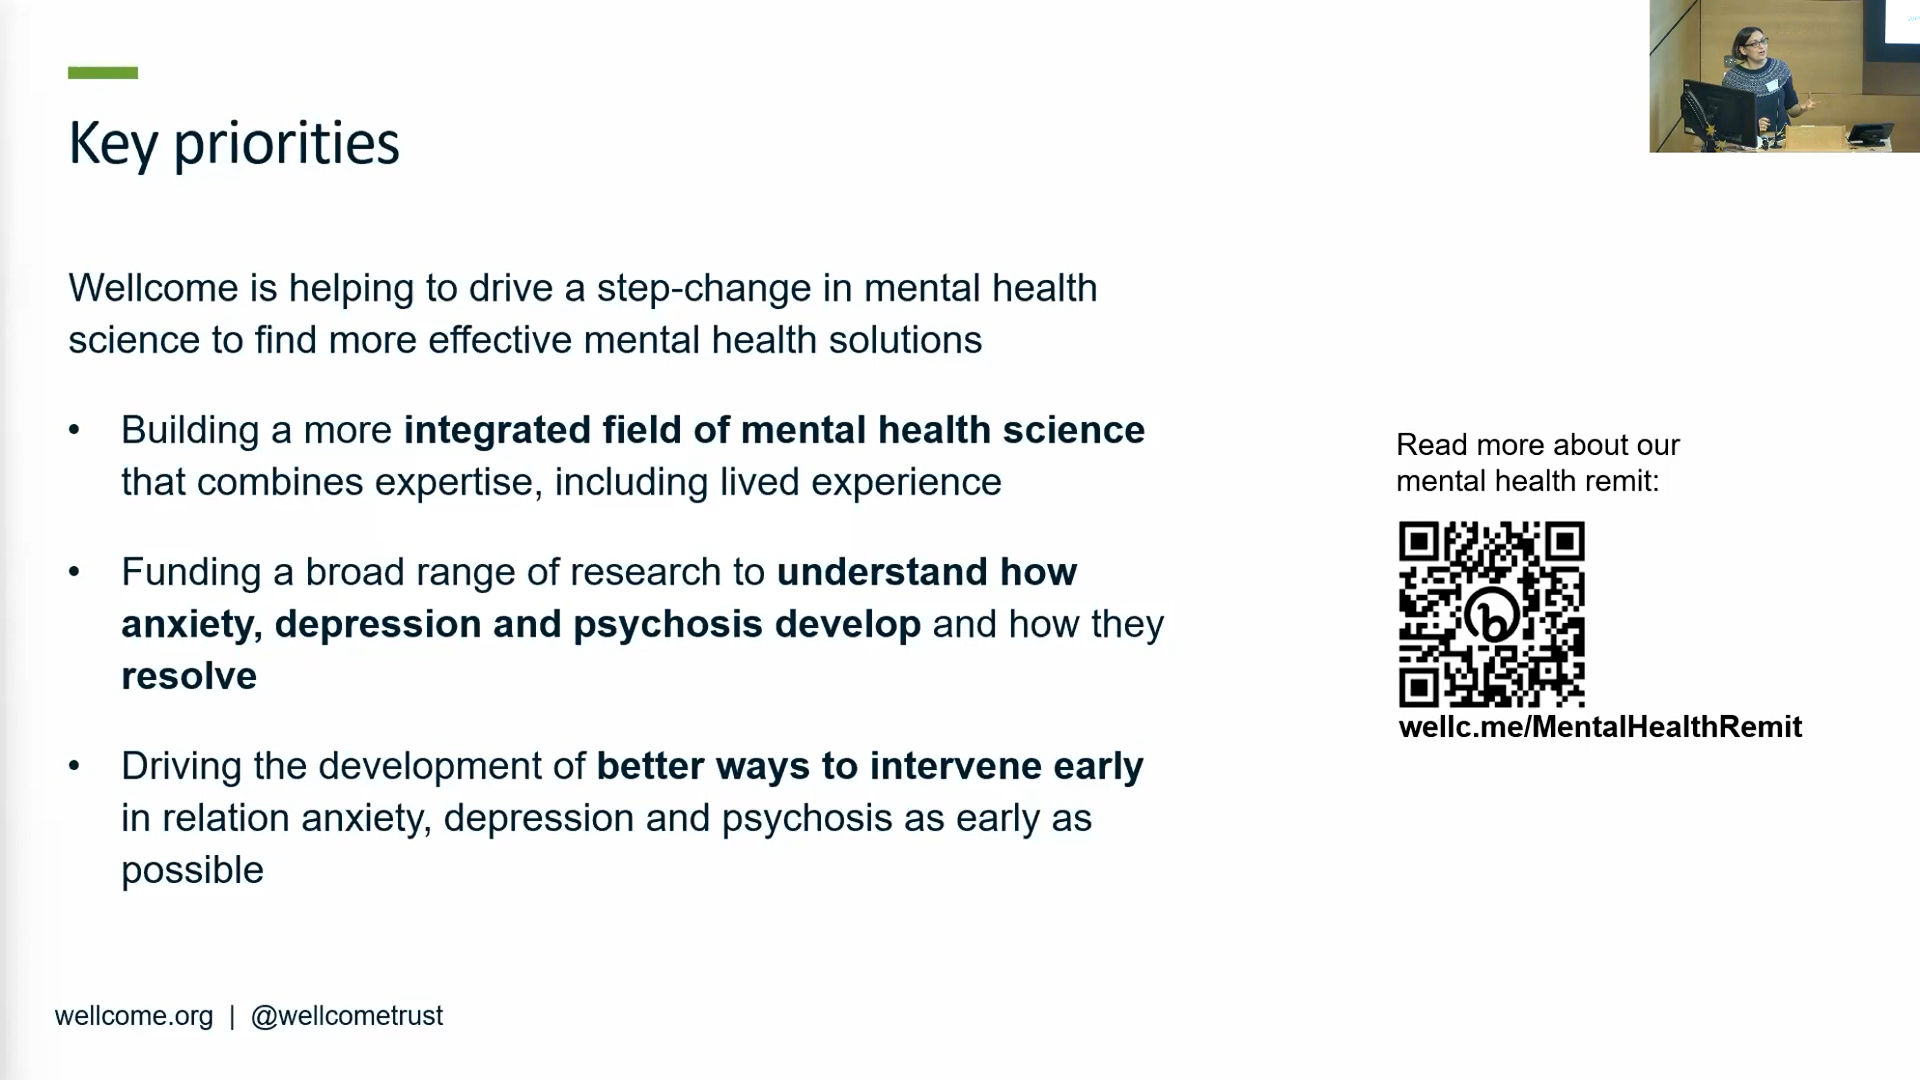 Key priorities
Wellcome is helping to drive a step-change in mental health
science to find more effective mental health solutions
• Building a more integrated field of mental health science
that combines expertise, including lived experience
• Funding a broad range of research to understand how
anxiety, depression and psychosis develop and how they
resolve
• Driving the development of better ways to intervene early
in relation anxiety, depression and psychosis as early as
possible
Read more about our
mental health remit:
wellc.me/MentalHealthRemit
wellcome.org | @wellcometrust